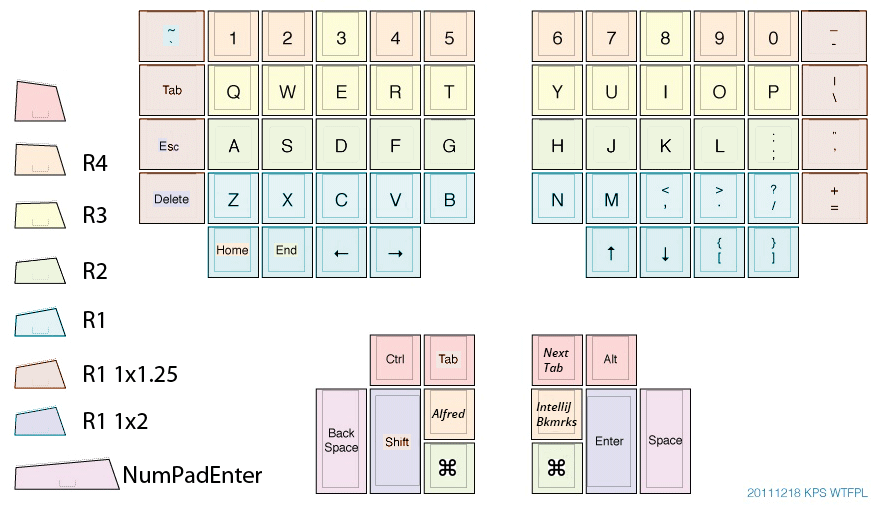 ~ 1 2 3 4 5 6 7 8 9 0 _
` -
Tab Q W E R T Y U I O P |
\
R4 Esc A S D F G H J K L : "
; '
R3 Delete Z X C V B N M < > ? +
, . / =
R2 Home End ← → ↑ ↓ { }
[ ]
R1
Ctrl Tab Next Alt
Tab
R1 1x1.25
R1 1x2
Back Shift Alfred IntelliJ Enter Space
Space Bkmrks
⌘ ⌘
NumPadEnter
20111218 KPS WTFPL